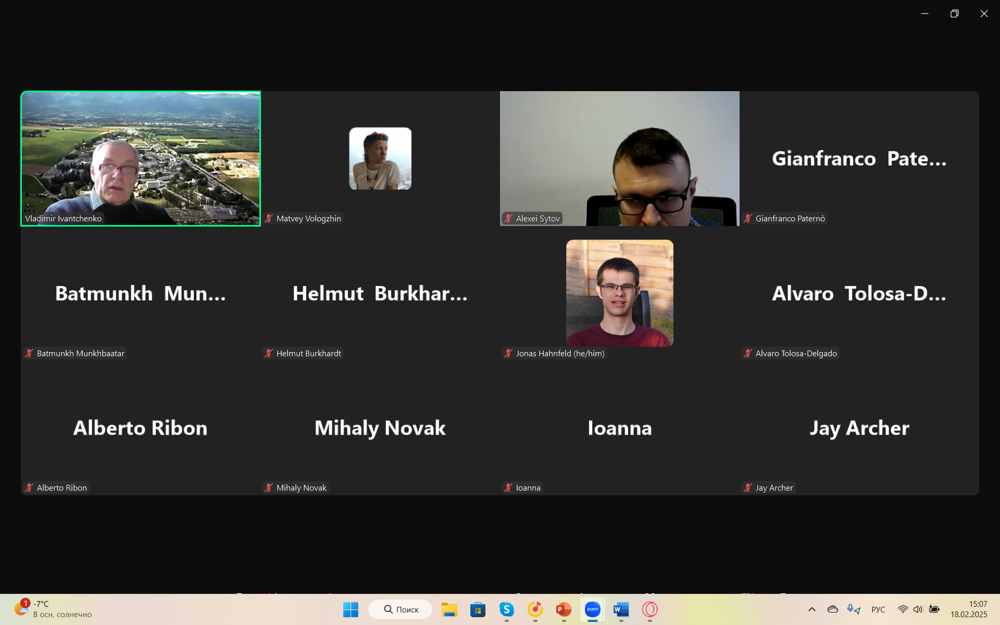 Vladimir Ivantchenko
Matvey Vologzhin
Alexei Sytov
Gianfranco Pate...
Gianfranco Paternò
Batmunkh Mun...
Batmunkh Munkhbaatar
Helmut Burkhar...
Helmut Burkhardt
Jonas Hahnfeld (he/him)
Alvaro Tolosa-D...
Alvaro Tolosa-Delgado
Alberto Ribon
Alberto Ribon
Mihaly Novak
Mihaly Novak
Ioanna
Ioanna
Jay Archer
Jay Archer
1
-7°C
В осн. солнечно
Поиск
S
P
zoom
W
РУС
15:07
18.02.2025